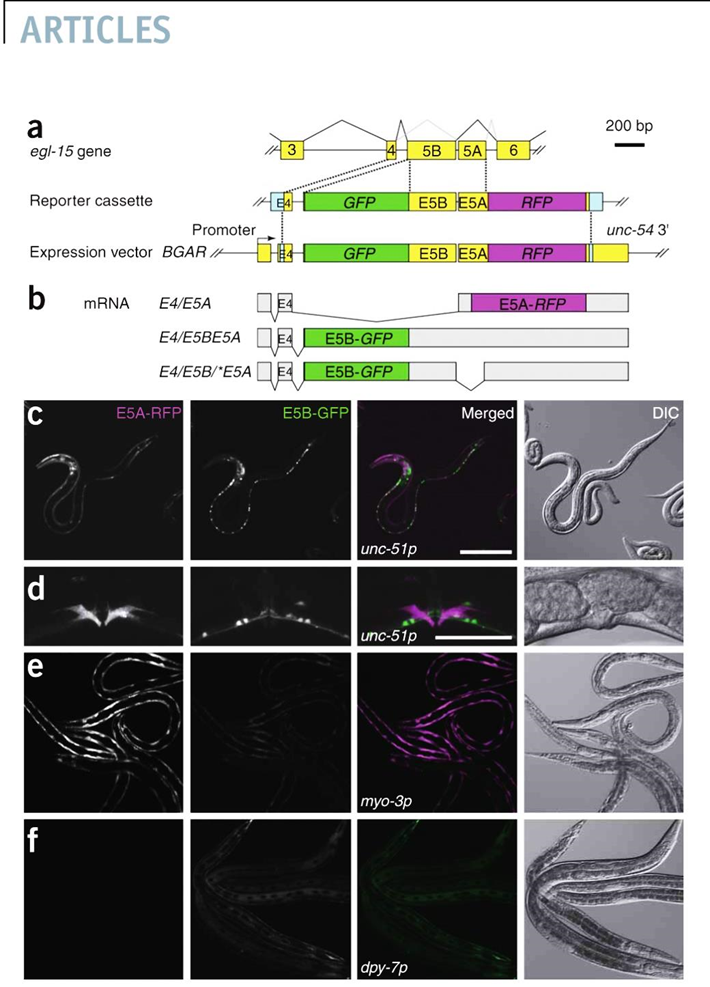 ARTICLES
a
200 bp
egl-15 gene
3 4 5B 5A 6
Reporter cassette
E4 GFP E5B E5A RFP
Promoter
unc-54 3'
Expression vector BGAR
E4 GFP E5B E5A RFP
b mRNA
E4/E5A E4 E5A-RFP
E4/E5BE5A E4 E5B-GFP
E4/E5B/*E5A E4 E5B-GFP
c E5A-RFP E5B-GFP Merged DIC
unc-51p
d
unc-51p
e
myo-3p
f
dpy-7p